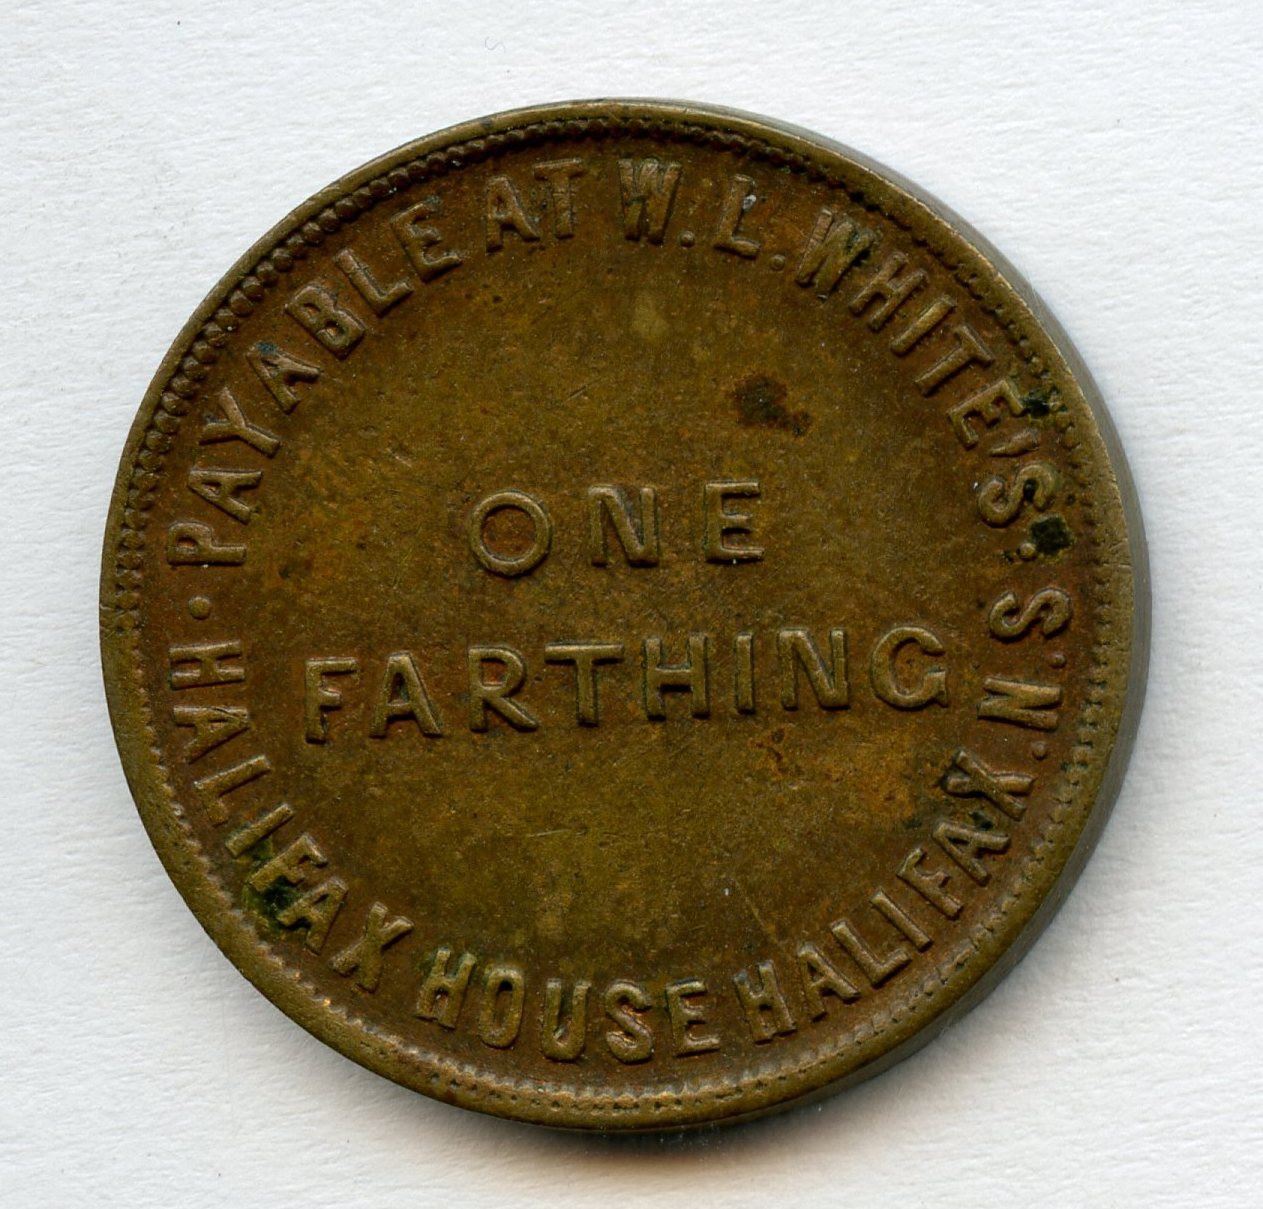 PAYABLE AT W. L. WHITE'S. HALIFAX HOUSE HALIFAX. N. S.
ONE
FARTHING